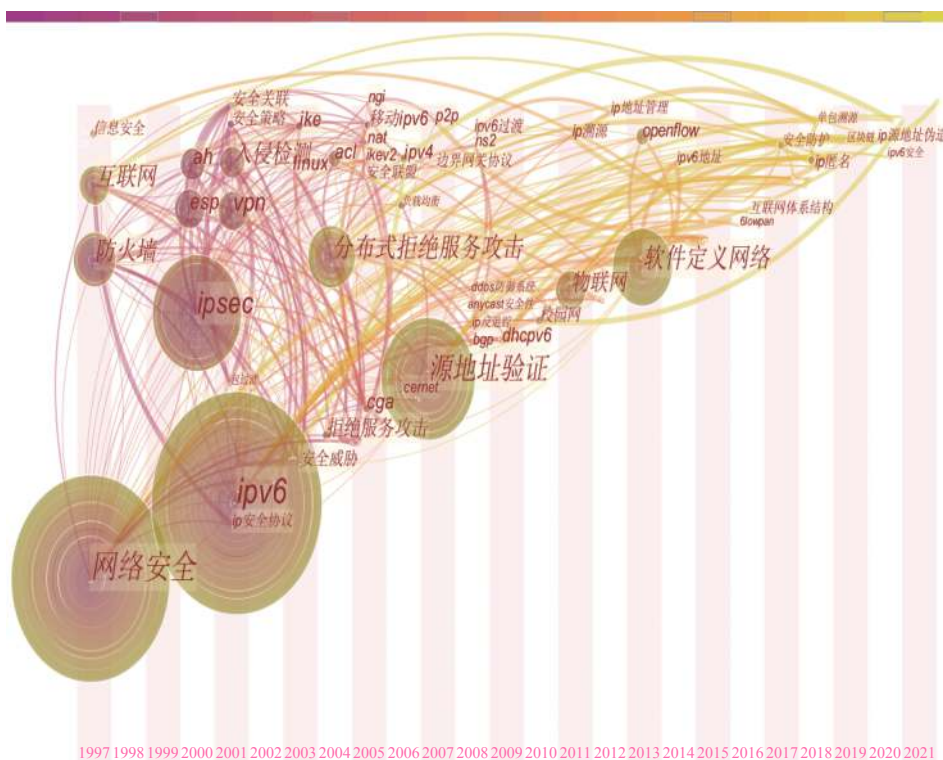 安全关联
ngi
安全策略
ike
移动ipv6
p2p
ip地址管理
信息安全
nat
ipv6过渡
ip溯源
openflow
单包溯源
ah
入侵检测
linux
acl
ikev2
ipv4
ns2
安全防护
区块链
ip源地址伪造
互联网
安全联盟
边界网关协议
ipv6地址
ip匿名
ipv6安全
esp
vpn
负载均衡
互联网体系结构
6lowpan
防火墙
分布式拒绝服务攻击
软件定义网络
ipsec
ddos防御系统
物联网
anycast安全性
校园网
bgp
dhcpv6
源地址验证
包过滤
cernet
cga
拒绝服务攻击
安全威胁
ipv6
ip安全协议
网络安全
1997 1998 1999 2000 2001 2002 2003 2004 2005 2006 2007 2008 2009 2010 2011 2012 2013 2014 2015 2016 2017 2018 2019 2020 2021